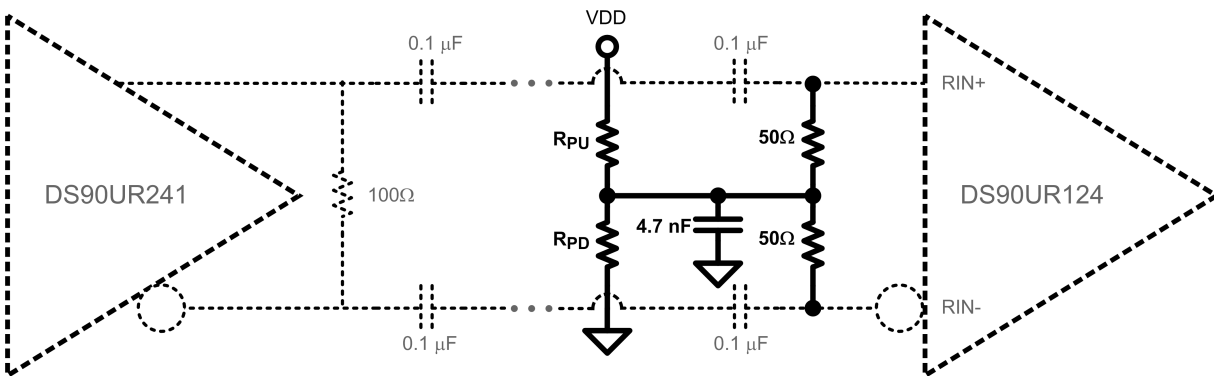 VDD
0.1 μF
0.1 μF
RIN+
RPU
50Ω
DS90UR241
100Ω
DS90UR124
RPD
4.7 nF
50Ω
RIN-
0.1 μF
0.1 μF